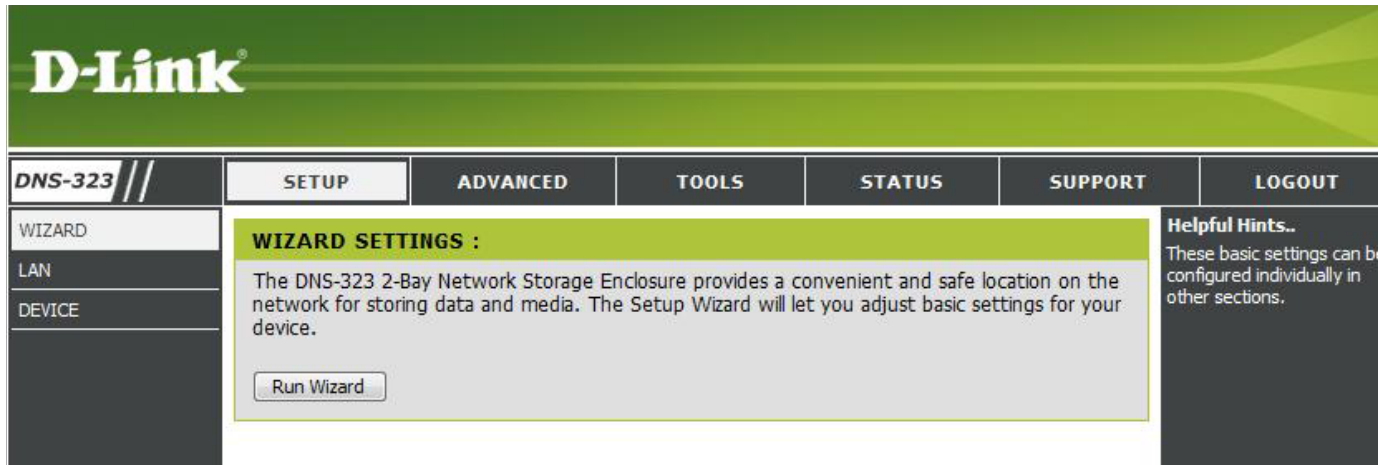 D-Link®
DNS-323
SETUP
ADVANCED
TOOLS
STATUS
SUPPORT
LOGOUT
WIZARD
LAN
DEVICE
WIZARD SETTINGS :
The DNS-323 2-Bay Network Storage Enclosure provides a convenient and safe location on the
network for storing data and media. The Setup Wizard will let you adjust basic settings for your
device.
Run Wizard
Helpful Hints..
These basic settings can be
configured individually in
other sections.